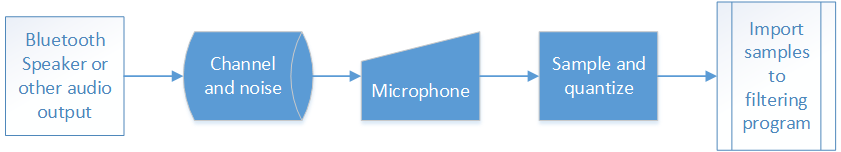 Bluetooth
Speaker or
other audio
output
Channel
and noise
Microphone
Sample and
quantize
Import
samples
to
filtering
program